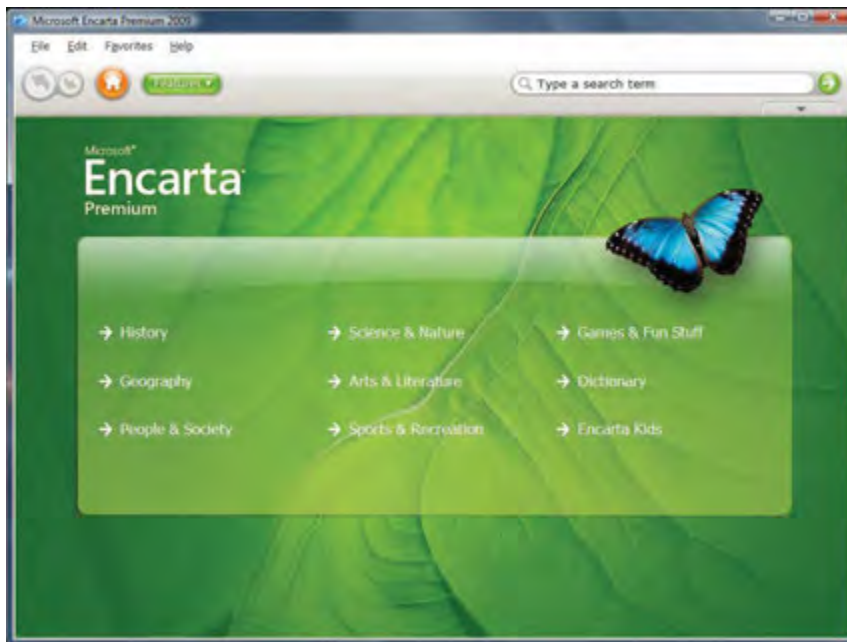 Microsoft Encarta Premium 2009
File Edit Favorites Help
Features
Type a search term
Microsoft®
Encarta
Premium
History
Science & Nature
Games & Fun Stuff
Geography
Arts & Literature
Dictionary
People & Society
Sports & Recreation
Encarta Kids